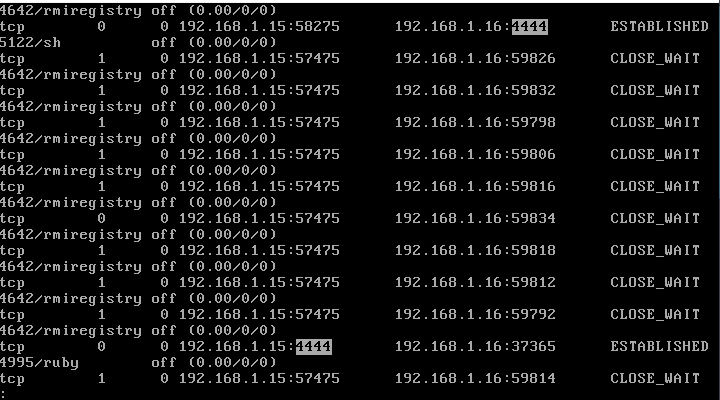 4642/rmiregistry off (0.00/0/0)
tcp        0      0 192.168.1.15:58275      192.168.1.16:4444       ESTABLISHED
5122/sh          off (0.00/0/0)
tcp        1      0 192.168.1.15:57475      192.168.1.16:59826      CLOSE_WAIT
4642/rmiregistry off (0.00/0/0)
tcp        1      0 192.168.1.15:57475      192.168.1.16:59832      CLOSE_WAIT
4642/rmiregistry off (0.00/0/0)
tcp        1      0 192.168.1.15:57475      192.168.1.16:59798      CLOSE_WAIT
4642/rmiregistry off (0.00/0/0)
tcp        1      0 192.168.1.15:57475      192.168.1.16:59806      CLOSE_WAIT
4642/rmiregistry off (0.00/0/0)
tcp        1      0 192.168.1.15:57475      192.168.1.16:59816      CLOSE_WAIT
4642/rmiregistry off (0.00/0/0)
tcp        0      0 192.168.1.15:57475      192.168.1.16:59834      CLOSE_WAIT
tcp        1      0 192.168.1.15:57475      192.168.1.16:59818      CLOSE_WAIT
4642/rmiregistry off (0.00/0/0)
tcp        1      0 192.168.1.15:57475      192.168.1.16:59812      CLOSE_WAIT
4642/rmiregistry off (0.00/0/0)
tcp        1      0 192.168.1.15:57475      192.168.1.16:59792      CLOSE_WAIT
4642/rmiregistry off (0.00/0/0)
tcp        0      0 192.168.1.15:4444       192.168.1.16:37365      ESTABLISHED
4995/ruby        off (0.00/0/0)
tcp        1      0 192.168.1.15:57475      192.168.1.16:59814      CLOSE_WAIT
: